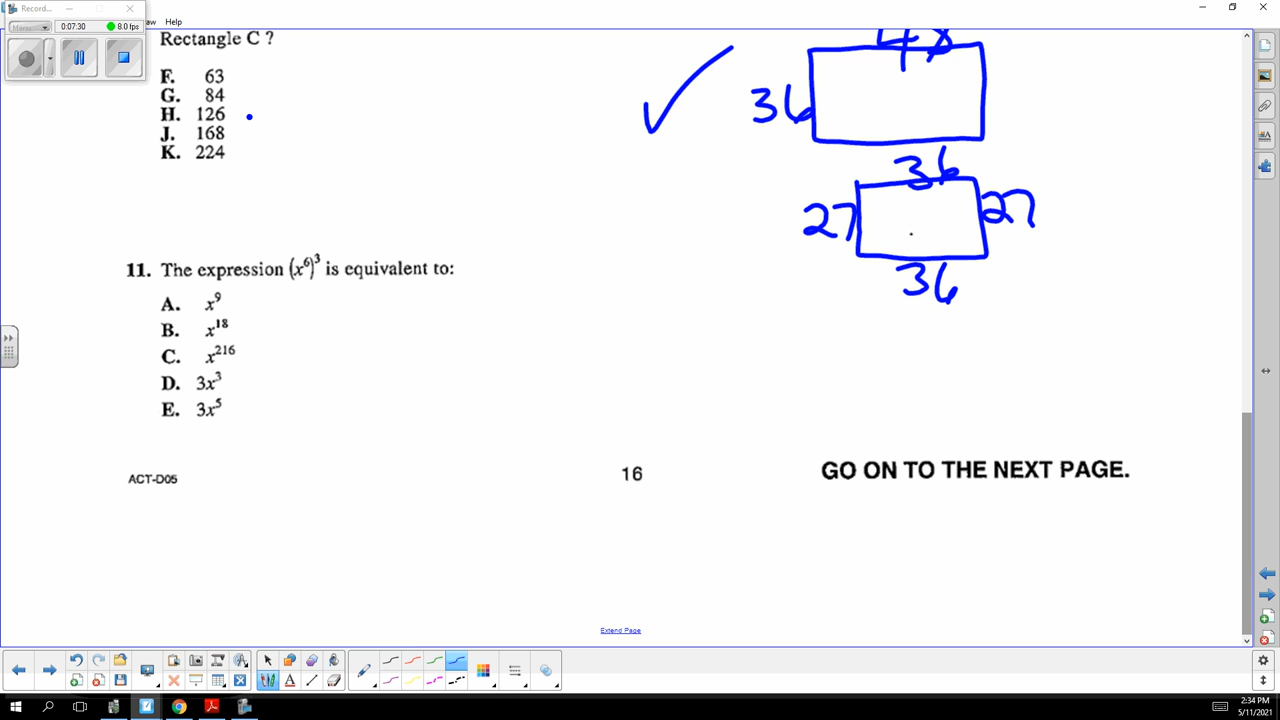 Record...
0:07:30
8.0 fps
Menu
aw Help
Rectangle C ?
F. 63
G. 84
H. 126
J. 168
K. 224
48
36
36
27 27
36
11. The expression (x⁶)³ is equivalent to:
A. x⁹
B. x¹⁸
C. x²¹⁶
D. 3x³
E. 3x⁵
ACT-D05 16 GO ON TO THE NEXT PAGE.
Extend Page
2:34 PM
5/11/2021